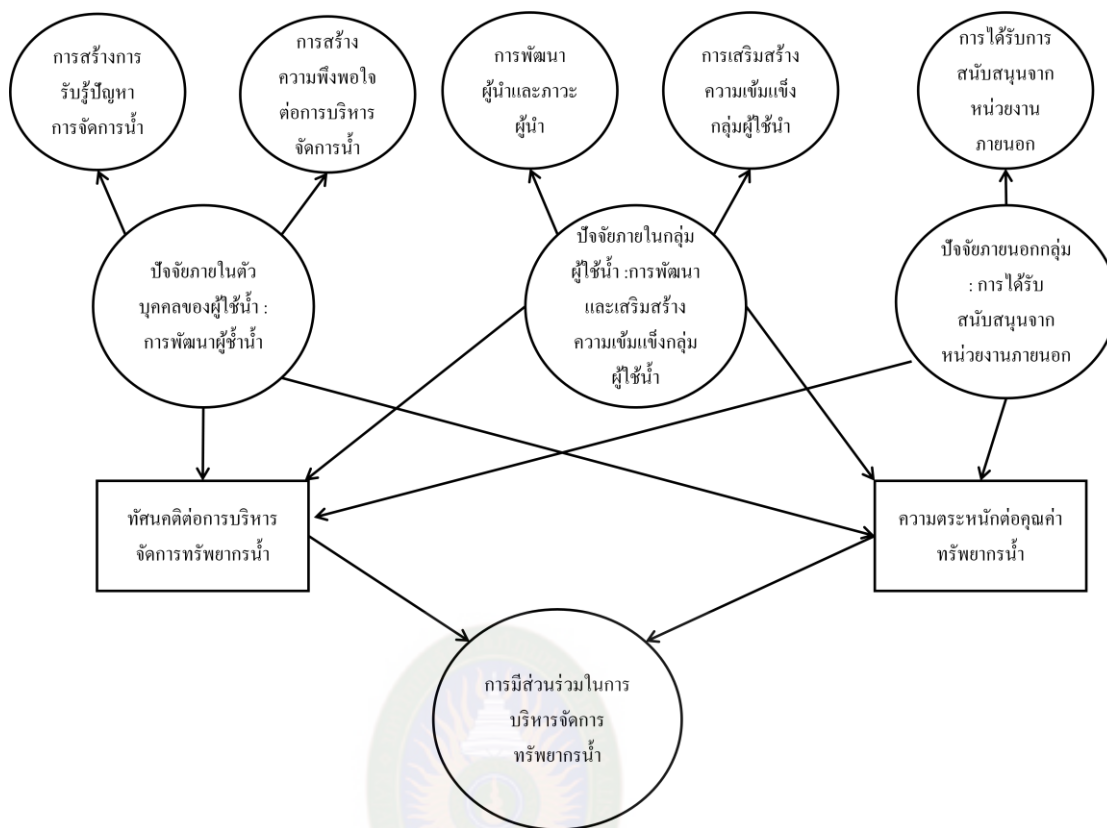 การสร้างการ
รับรู้ปัญหา
การจัดการน้ำ
การสร้าง
ความพึงพอใจ
ต่อการบริหาร
จัดการน้ำ
การพัฒนา
ผู้นำและภาวะ
ผู้นำ
การเสริมสร้าง
ความเข้มแข็ง
กลุ่มผู้ใช้นำ
การได้รับการ
สนับสนุนจาก
หน่วยงาน
ภายนอก
ปัจจัยภายในตัว
บุคคลของผู้ใช้น้ำ :
การพัฒนาผู้ช้ำน้ำ
ปัจจัยภายในกลุ่ม
ผู้ใช้น้ำ :การพัฒนา
และเสริมสร้าง
ความเข้มแข็งกลุ่ม
ผู้ใช้น้ำ
ปัจจัยภายนอกกลุ่ม
: การได้รับ
สนับสนุนจาก
หน่วยงานภายนอก
ทัศนคติต่อการบริหาร
จัดการทรัพยากรน้ำ
ความตระหนักต่อคุณค่า
ทรัพยากรน้ำ
การมีส่วนร่วมในการ
บริหารจัดการ
ทรัพยากรน้ำ